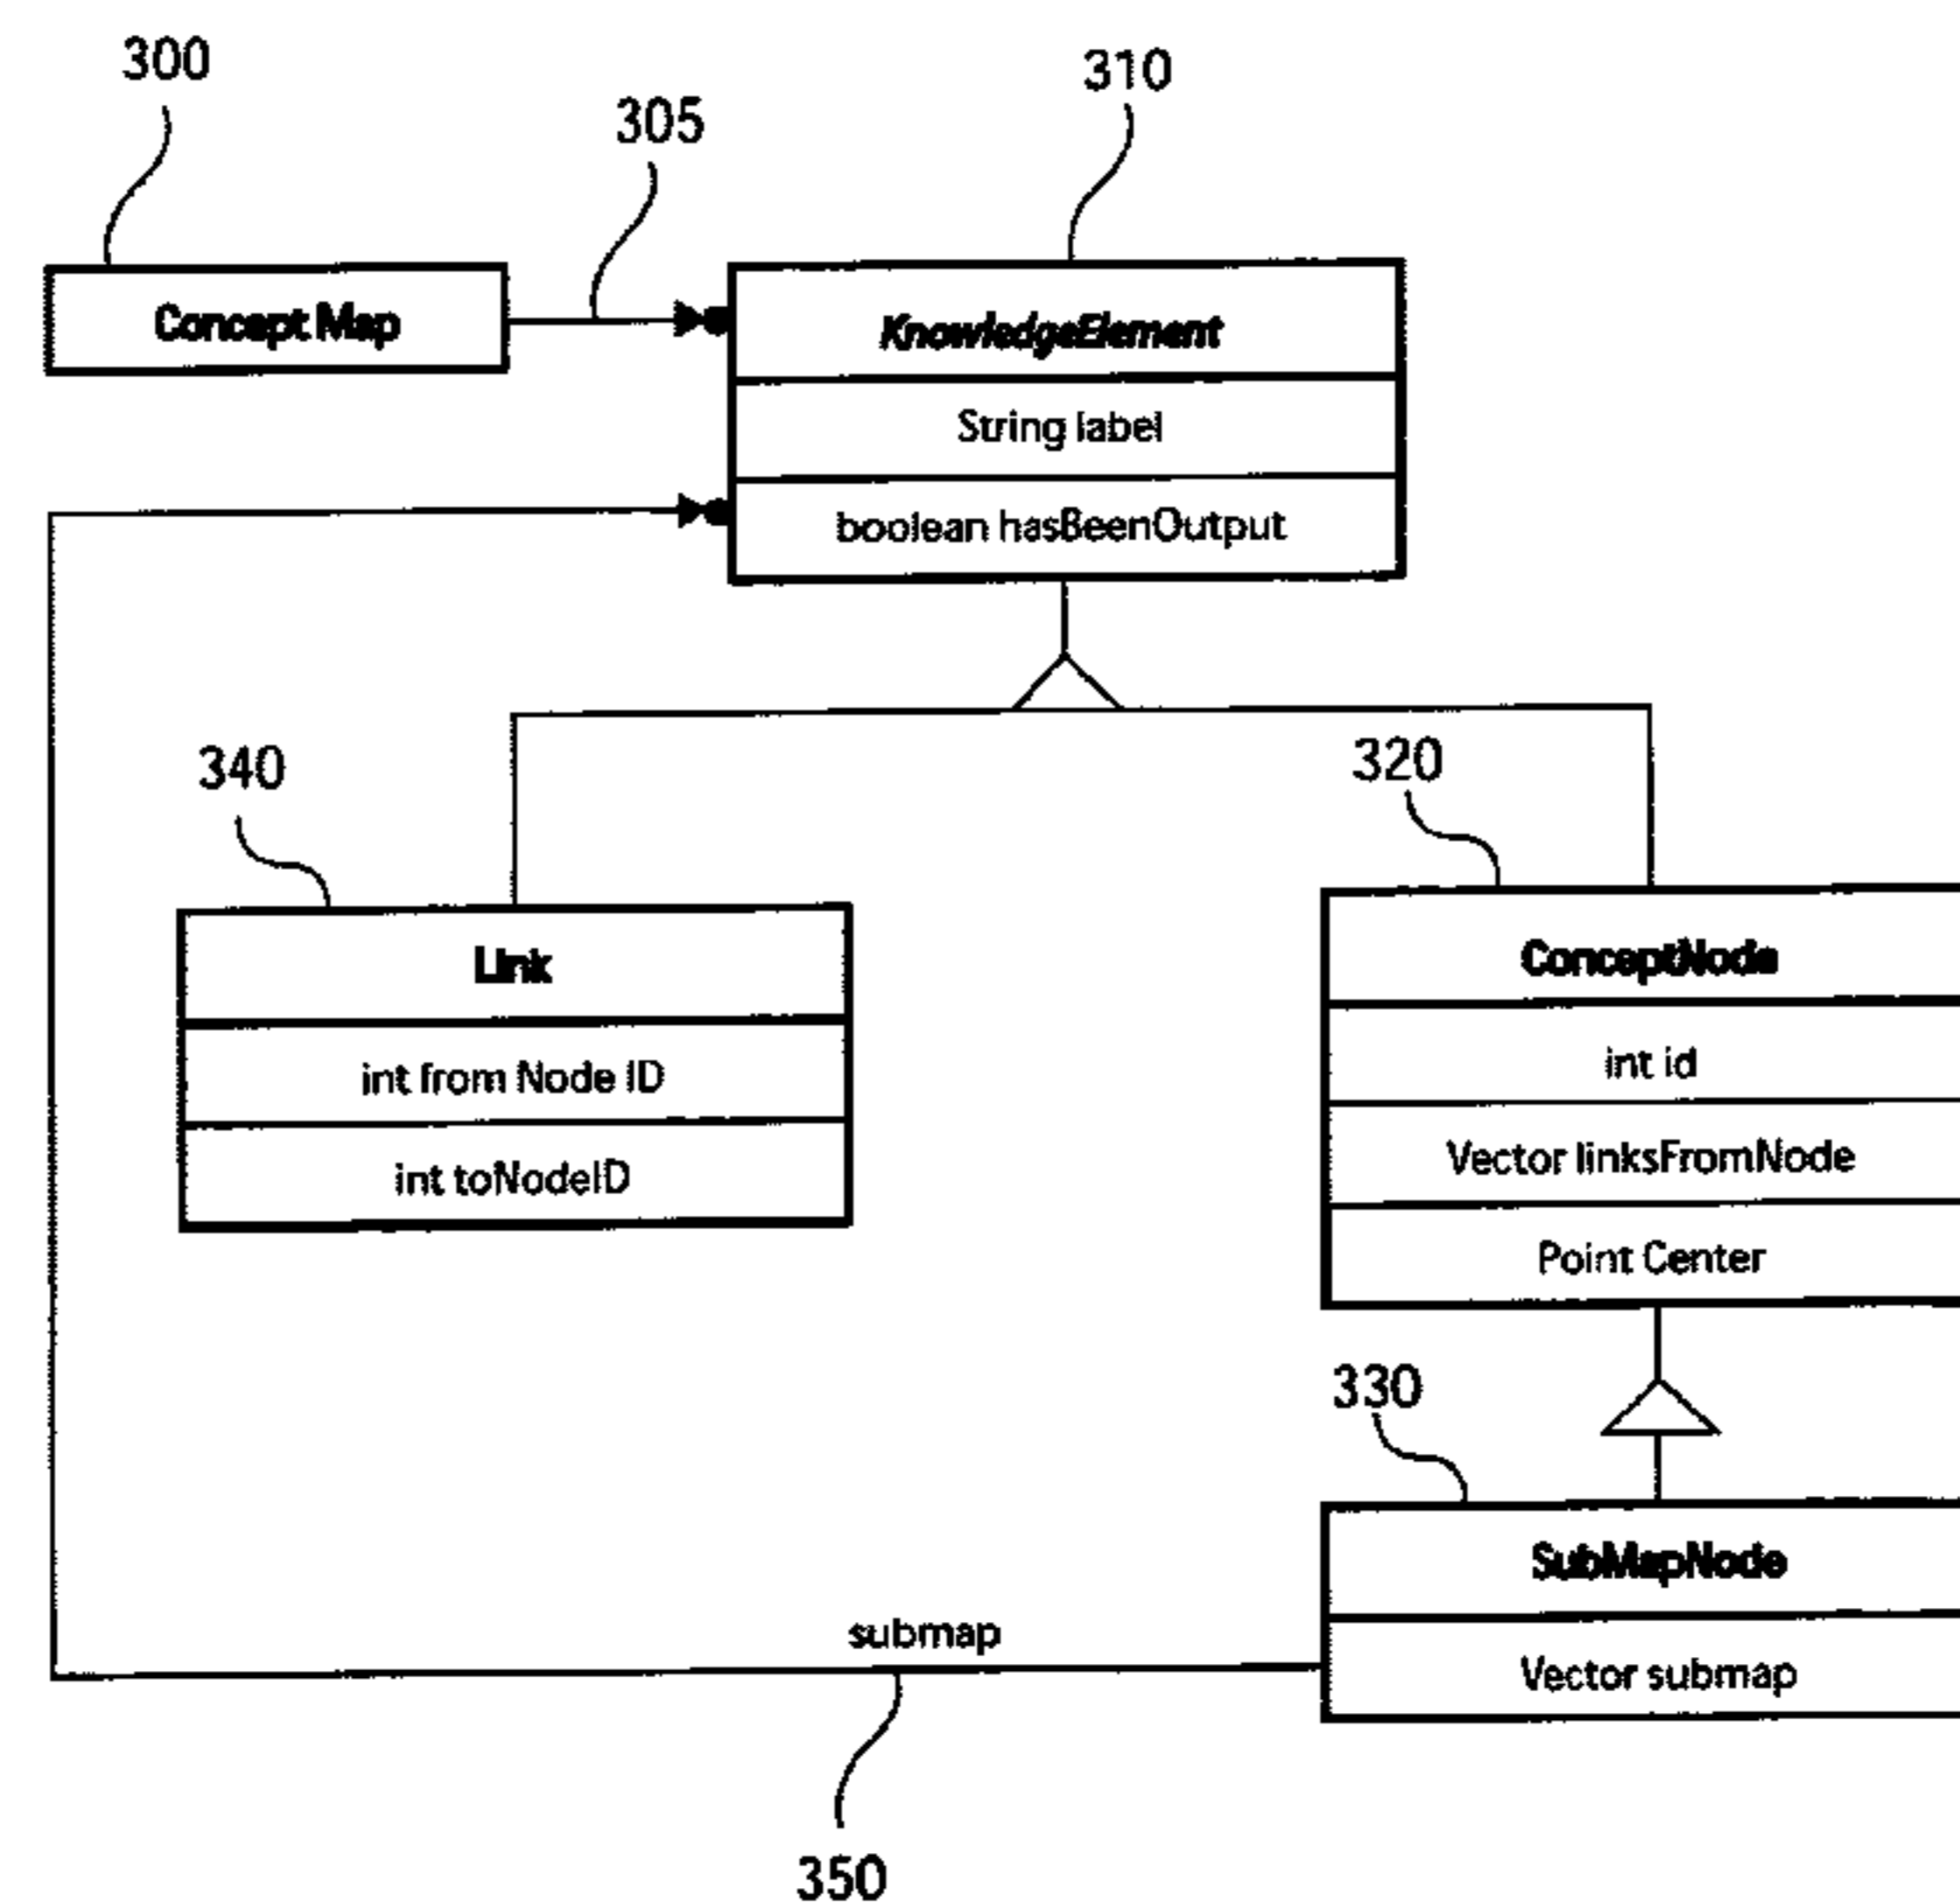 300
310
305
Concept Map
KnowledgeElement
String label
boolean hasBeenOutput
340
320
Link
ConceptNode
int from Node ID
int id
int toNodeID
Vector linksFromNode
Point Center
330
SubMapNode
submap
Vector submap
350